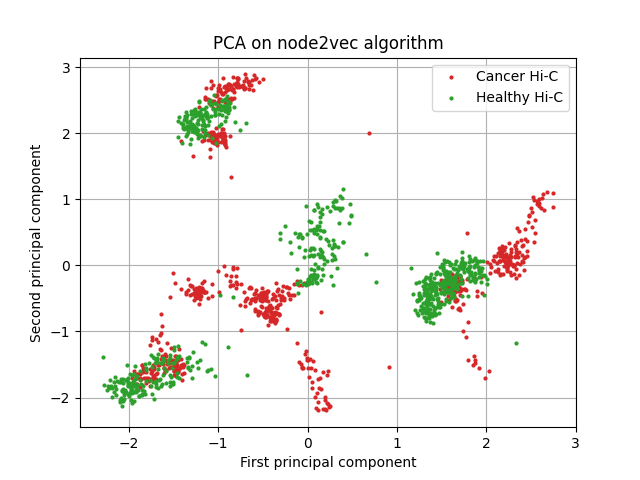 PCA on node2vec algorithm
Cancer Hi-C
Healthy Hi-C
3
2
1
0
−1
−2
Second principal component
−2 −1 0 1 2 3
First principal component